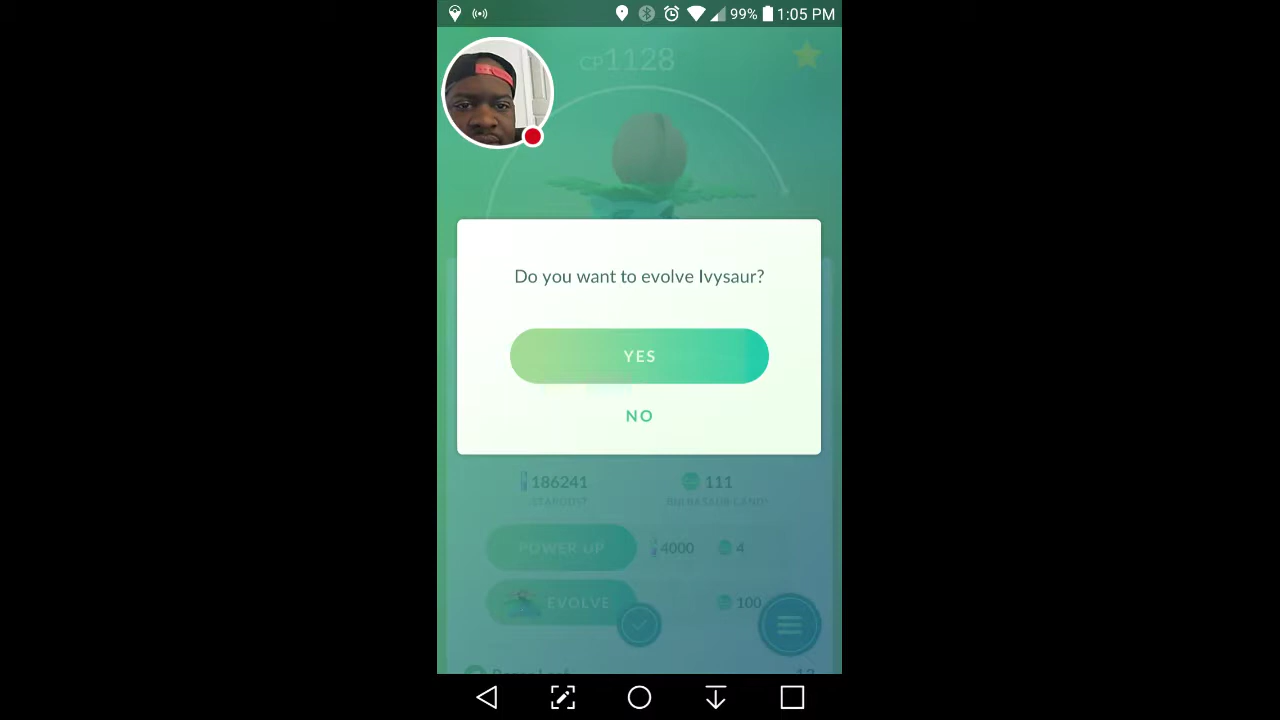 99% 1:05 PM
CP1128
Do you want to evolve Ivysaur?
YES
NO
186241 111
STARDUST BULBASAUR CANDY
POWER UP 4000 4
EVOLVE 100